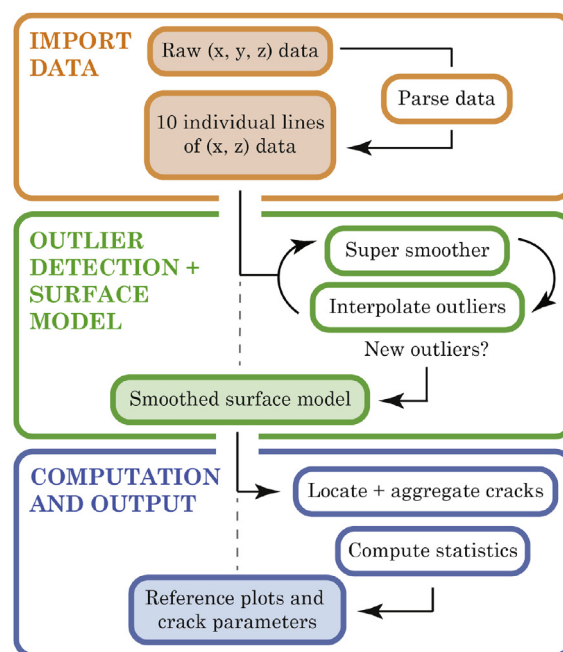 IMPORT
DATA
Raw (x, y, z) data
Parse data
10 individual lines
of (x, z) data
OUTLIER
DETECTION +
SURFACE
MODEL
Super smoother
Interpolate outliers
New outliers?
Smoothed surface model
COMPUTATION
AND OUTPUT
Locate + aggregate cracks
Compute statistics
Reference plots and
crack parameters